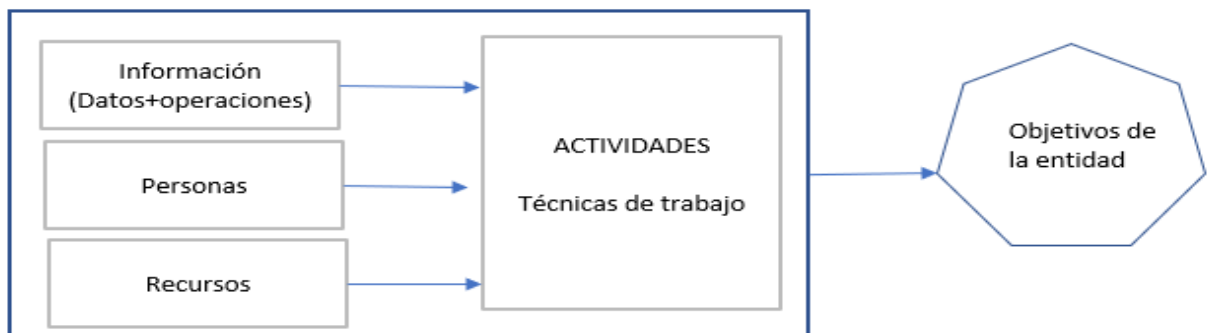 Información
(Datos+operaciones)
Personas
Recursos
ACTIVIDADES
Técnicas de trabajo
Objetivos de
la entidad